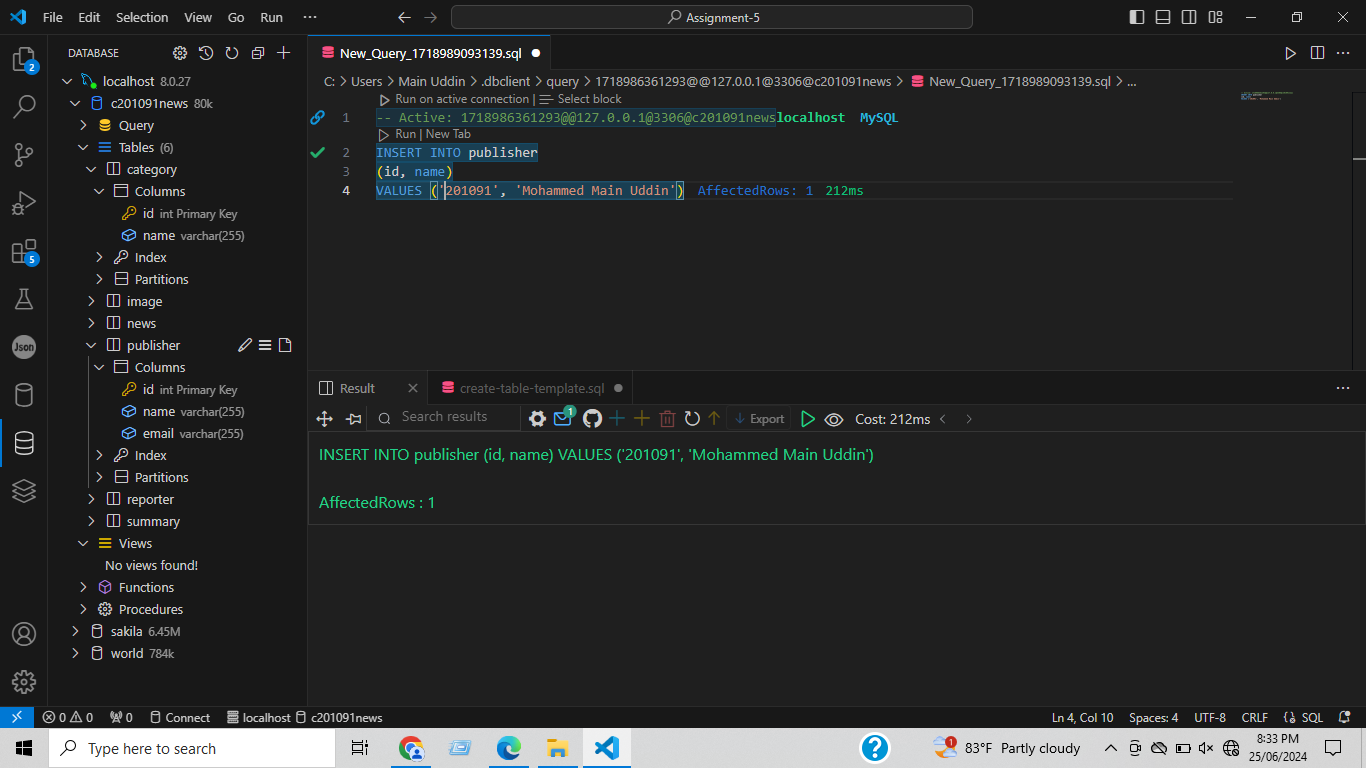 File Edit Selection View Go Run ··· Assignment-5
DATABASE
New_Query_1718989093139.sql
C: > Users > Main Uddin > .dbclient > query > 1718986361293@@127.0.0.1@3306@c201091news > New_Query_1718989093139.sql > ...
Run on active connection | Select block
1 -- Active: 1718986361293@@127.0.0.1@3306@c201091newslocalhost MySQL
Run | New Tab
2 INSERT INTO publisher
3 (id, name)
4 VALUES ('201091', 'Mohammed Main Uddin') AffectedRows: 1 212ms
2
5
Json
localhost 8.0.27
c201091news 80k
Query
Tables (6)
category
Columns
id int Primary Key
name varchar(255)
Index
Partitions
image
news
publisher
Columns
id int Primary Key
name varchar(255)
email varchar(255)
Index
Partitions
reporter
summary
Views
No views found!
Functions
Procedures
sakila 6.45M
world 784k
Result create-table-template.sql
Search results 1 Export Cost: 212ms
INSERT INTO publisher (id, name) VALUES ('201091', 'Mohammed Main Uddin')
AffectedRows : 1
0 0 0 Connect localhost c201091news Ln 4, Col 10 Spaces: 4 UTF-8 CRLF SQL
Type here to search ? 1 83°F Partly cloudy 8:33 PM
25/06/2024